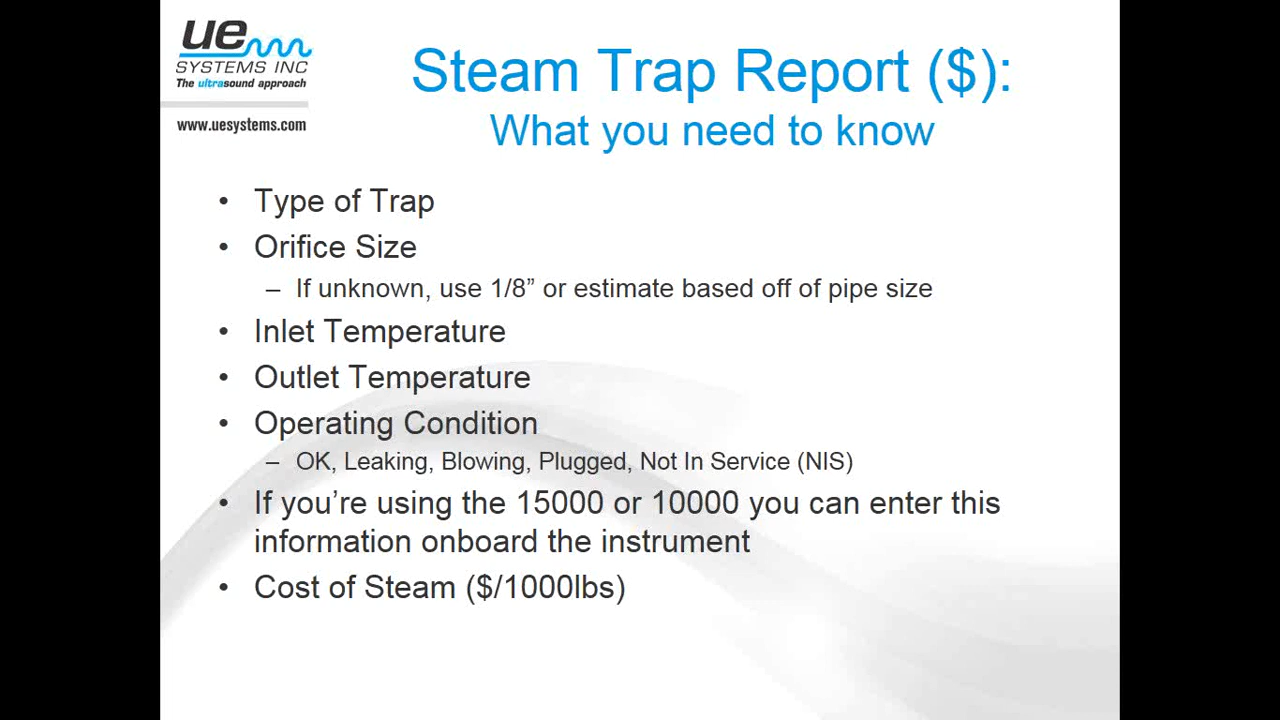 ue
SYSTEMS INC
The ultrasound approach
www.uesystems.com
Steam Trap Report ($):
What you need to know
• Type of Trap
• Orifice Size
– If unknown, use 1/8” or estimate based off of pipe size
• Inlet Temperature
• Outlet Temperature
• Operating Condition
– OK, Leaking, Blowing, Plugged, Not In Service (NIS)
• If you’re using the 15000 or 10000 you can enter this
information onboard the instrument
• Cost of Steam ($/1000lbs)